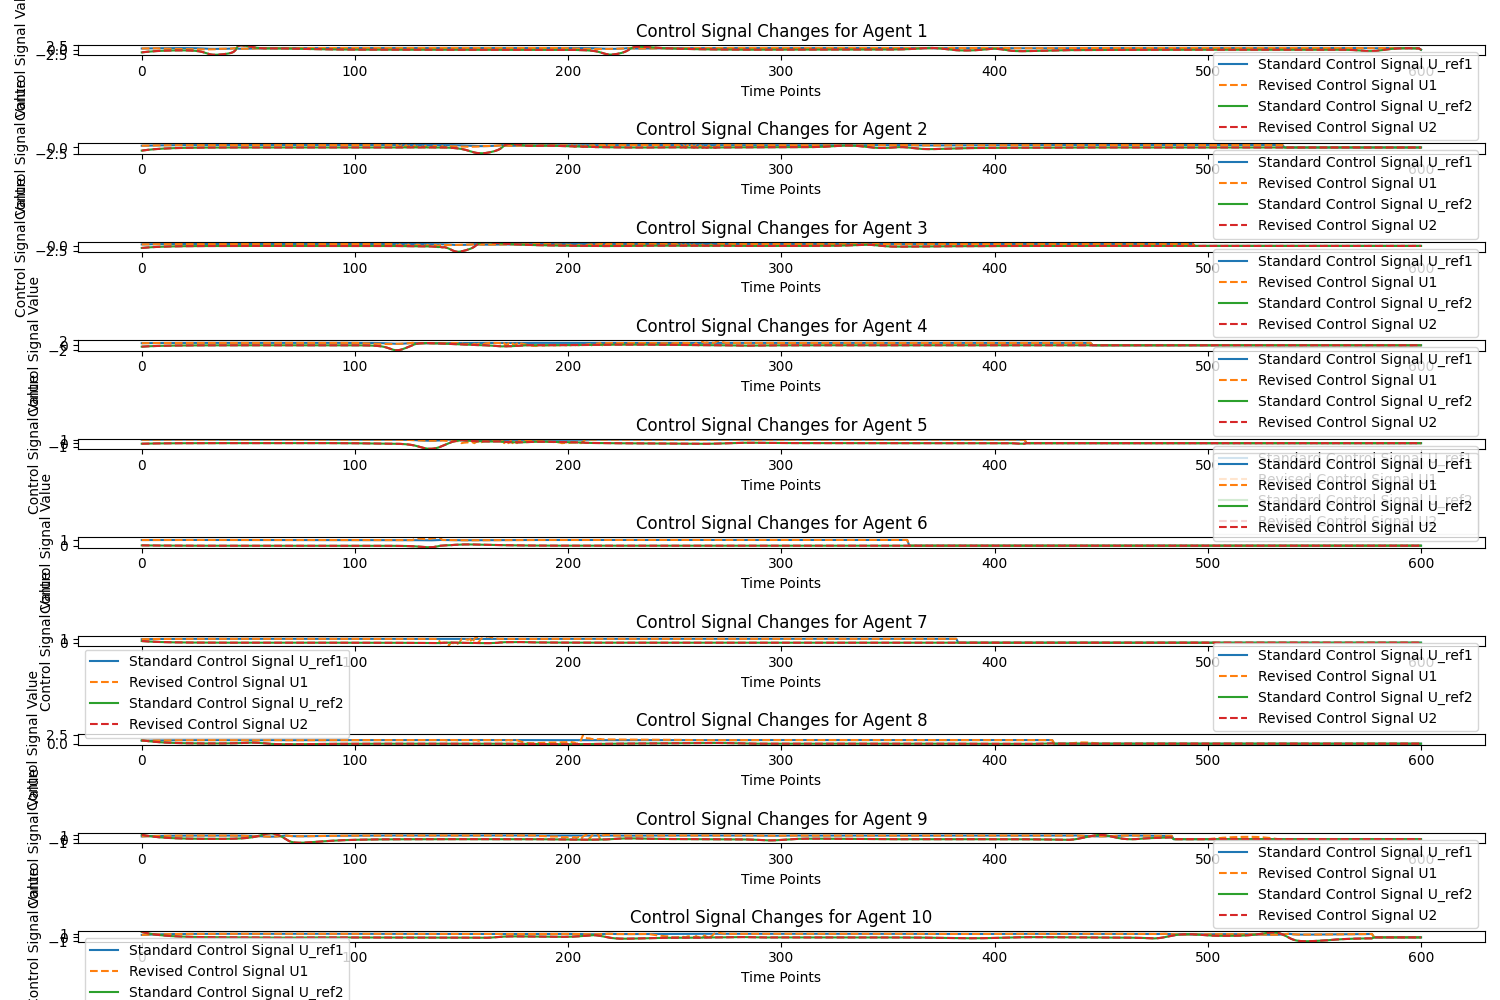 Control Signal Changes for Agent 1
Control Signal Value
2.5
0.0
−2.5
0
100
200
300
400
500
600
Time Points
Standard Control Signal U_ref1
Revised Control Signal U1
Standard Control Signal U_ref2
Revised Control Signal U2
Control Signal Changes for Agent 2
Control Signal Value
0.0
−2.5
0
100
200
300
400
500
600
Time Points
Standard Control Signal U_ref1
Revised Control Signal U1
Standard Control Signal U_ref2
Revised Control Signal U2
Control Signal Changes for Agent 3
Control Signal Value
0.0
−2.5
0
100
200
300
400
500
600
Time Points
Standard Control Signal U_ref1
Revised Control Signal U1
Standard Control Signal U_ref2
Revised Control Signal U2
Control Signal Changes for Agent 4
Control Signal Value
2
0
−2
0
100
200
300
400
500
600
Time Points
Standard Control Signal U_ref1
Revised Control Signal U1
Standard Control Signal U_ref2
Revised Control Signal U2
Control Signal Changes for Agent 5
Control Signal Value
1
0
−1
0
100
200
300
400
500
600
Time Points
Standard Control Signal U_ref1
Revised Control Signal U1
Standard Control Signal U_ref2
Revised Control Signal U2
Standard Control Signal U_ref1
Revised Control Signal U1
Standard Control Signal U_ref2
Revised Control Signal U2
Control Signal Changes for Agent 6
Control Signal Value
1
0
0
100
200
300
400
500
600
Time Points
Control Signal Changes for Agent 7
Control Signal Value
1
0
0
100
200
300
400
500
600
Time Points
Standard Control Signal U_ref1
Revised Control Signal U1
Standard Control Signal U_ref2
Revised Control Signal U2
Standard Control Signal U_ref1
Revised Control Signal U1
Standard Control Signal U_ref2
Revised Control Signal U2
Control Signal Changes for Agent 8
Control Signal Value
2.5
0.0
0
100
200
300
400
500
600
Time Points
Control Signal Changes for Agent 9
Control Signal Value
1
0
−1
0
100
200
300
400
500
600
Time Points
Standard Control Signal U_ref1
Revised Control Signal U1
Standard Control Signal U_ref2
Revised Control Signal U2
Control Signal Changes for Agent 10
Control Signal Value
1
0
−1
100
200
300
400
500
600
Time Points
Standard Control Signal U_ref1
Revised Control Signal U1
Standard Control Signal U_ref2